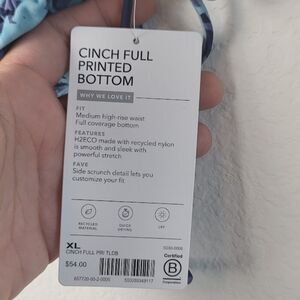 CINCH FULL
PRINTED
BOTTOM
WHY WE LOVE IT
FIT
Medium high-rise waist
Full coverage bottom
FEATURES
H2ECO made with recycled nylon
is smooth and sleek with
powerful stretch
FAVE
Side scrunch detail lets you
customize your fit
RECYCLED
MATERIAL
QUICK
DRYING
UPF
XL
CINCH FULL PRI TLDB
$54.00
Certified
B
Corporation